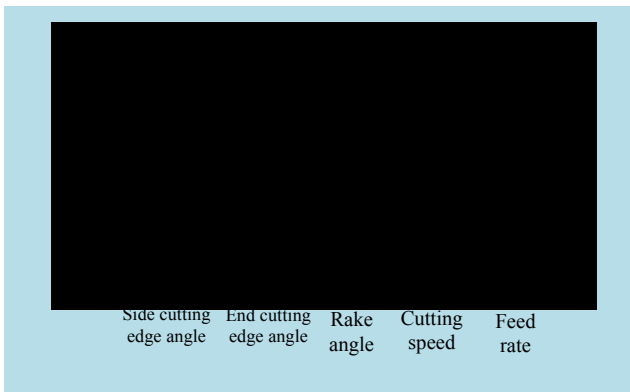 Side cutting edge angle
End cutting edge angle
Rake angle
Cutting speed
Feed rate